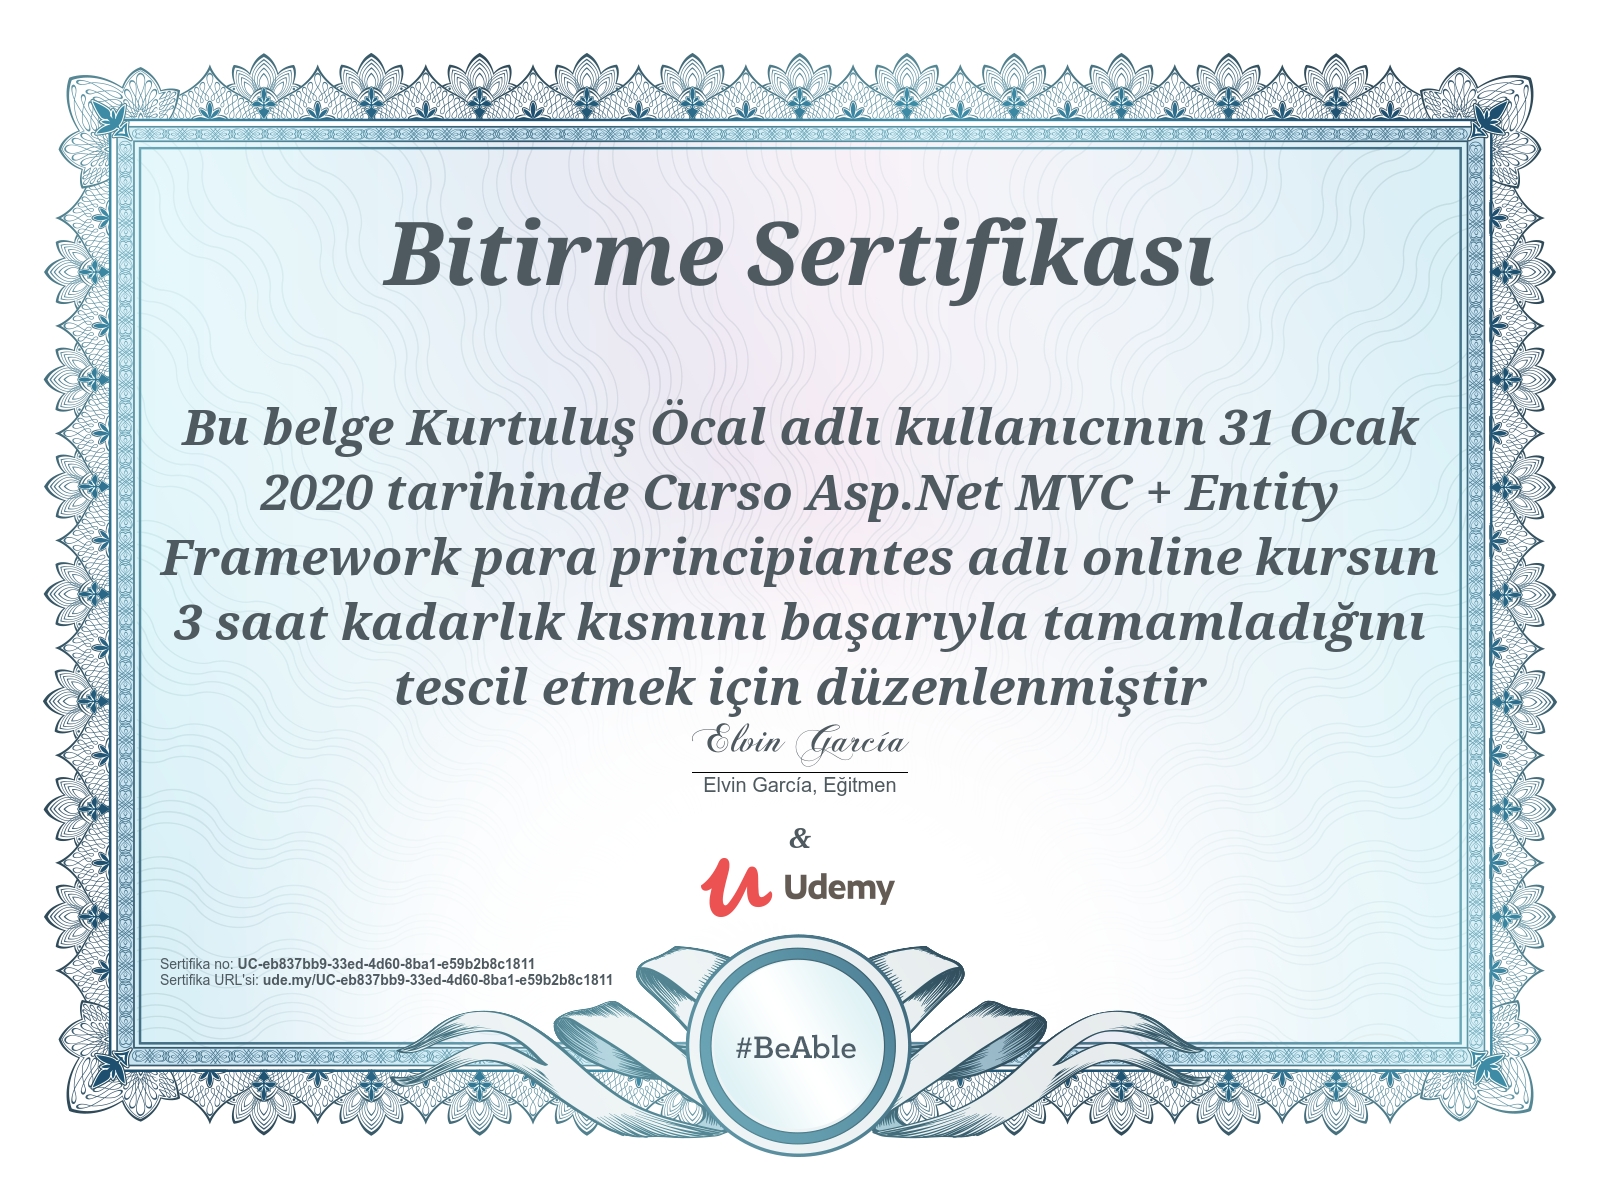 Bitirme Sertifikası
Bu belge Kurtuluş Öcal adlı kullanıcının 31 Ocak
2020 tarihinde Curso Asp.Net MVC + Entity
Framework para principiantes adlı online kursun
3 saat kadarlık kısmını başarıyla tamamladığını
tescil etmek için düzenlenmiştir
Elvin García
Elvin García, Eğitmen
&
Udemy
Sertifika no: UC-eb837bb9-33ed-4d60-8ba1-e59b2b8c1811
Sertifika URL'si: ude.my/UC-eb837bb9-33ed-4d60-8ba1-e59b2b8c1811
#BeAble